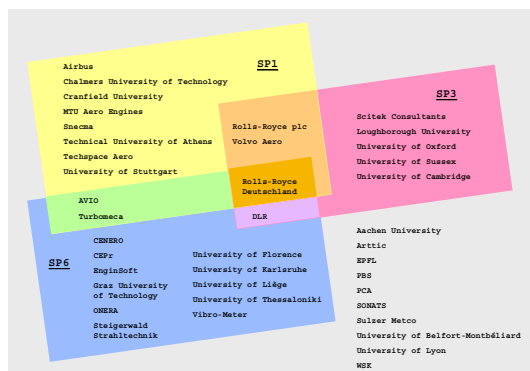 SP1
Airbus
Chalmers University of Technology
Cranfield University
MTU Aero Engines
Snecma
Technical University of Athens
Techspace Aero
University of Stuttgart
Rolls-Royce plc
Volvo Aero
SP3
Scitek Consultants
Loughborough University
University of Oxford
University of Sussex
University of Cambridge
Rolls-Royce
Deutschland
AVIO
Turbomeca
DLR
SP6
CENERO
CEPr
EnginSoft
Graz University
of Technology
ONERA
Steigerwald
Strahltechnik
University of Florence
University of Karlsruhe
University of Liège
University of Thessaloniki
Vibro-Meter
Aachen University
Arttic
EPFL
PBS
PCA
SONATS
Sulzer Metco
University of Belfort-Montbéliard
University of Lyon
WSK